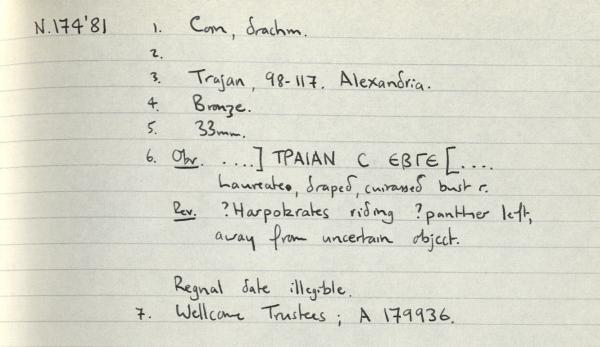 N.174'81 1. Coin, drachm.
2.
3. Trajan, 98-117. Alexandria.
4. Bronze.
5. 33mm.
6. Obv. ....] ΤΡΑΙΑΝ C ЄΒΓЄ [....
Laureate, draped, cuirassed bust r.
Rev. ?Harpokrates riding ?panther left,
away from uncertain object.
Regnal date illegible.
7. Wellcome Trustees; A 179936.